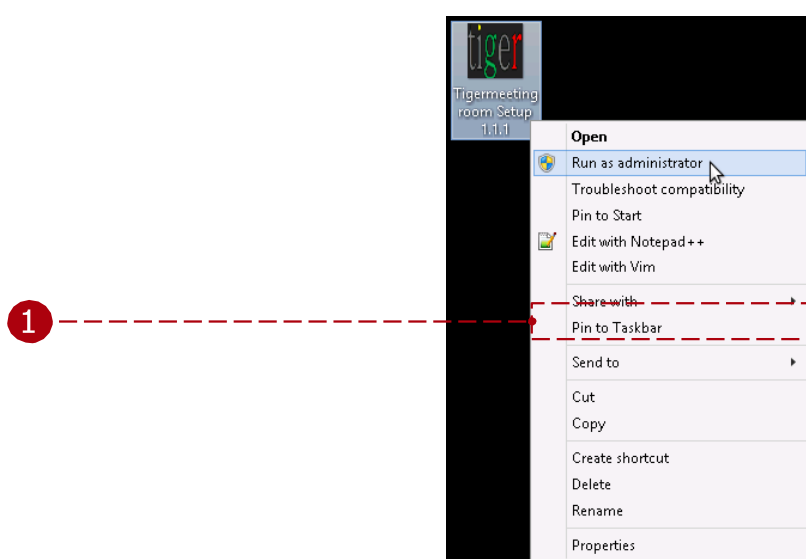 tiger
Tigermeeting
room Setup
1.1.1
Open
Run as administrator
Troubleshoot compatibility
Pin to Start
Edit with Notepad++
Edit with Vim
Share with
1
Pin to Taskbar
Send to
Cut
Copy
Create shortcut
Delete
Rename
Properties